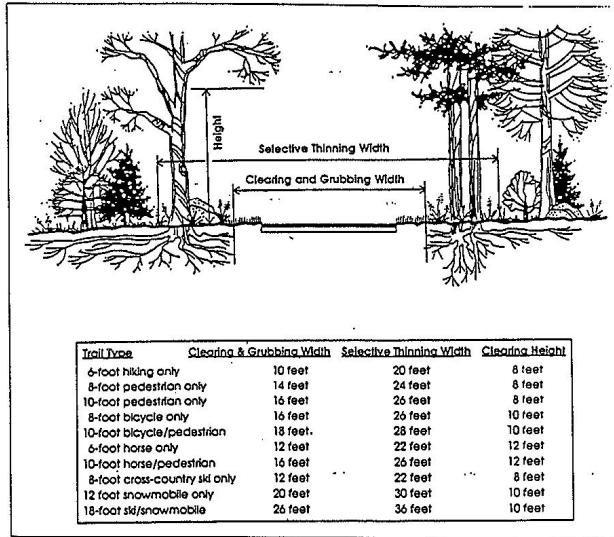 Height
Selective Thinning Width
Clearing and Grubbing Width
Trail Type Clearing & Grubbing Width Selective Thinning Width Clearing Height
6-foot hiking only 10 feet 20 feet 8 feet
8-foot pedestrian only 14 feet 24 feet 8 feet
10-foot pedestrian only 16 feet 26 feet 8 feet
8-foot bicycle only 16 feet 26 feet 10 feet
10-foot bicycle/pedestrian 18 feet 28 feet 10 feet
6-foot horse only 12 feet 22 feet 12 feet
10-foot horse/pedestrian 16 feet 26 feet 12 feet
8-foot cross-country ski only 12 feet 22 feet 8 feet
12 foot snowmobile only 20 feet 30 feet 10 feet
18-foot ski/snowmobile 26 feet 36 feet 10 feet